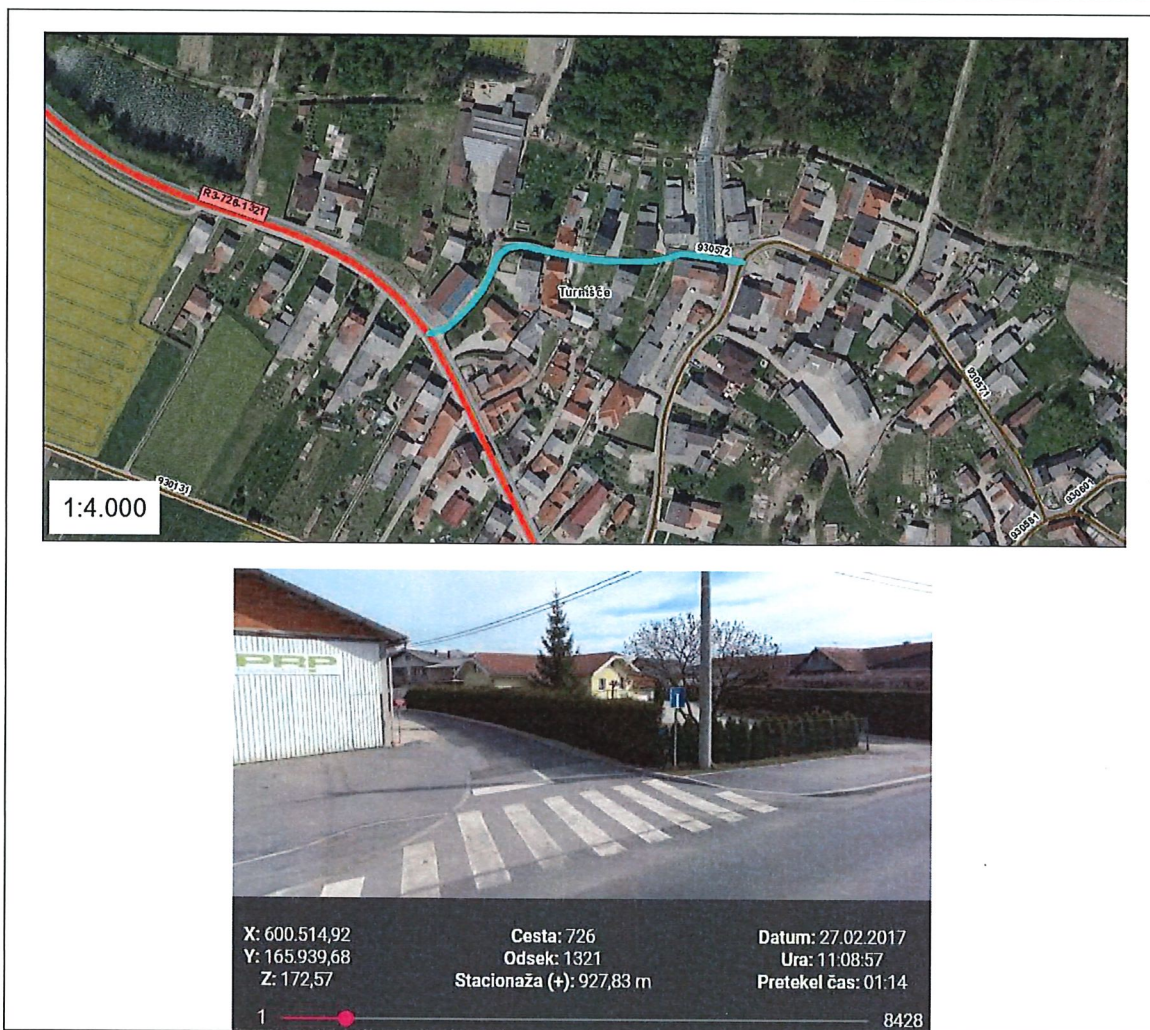 R3-726-1321
930572
Turnišče
930571
930131
930601
930581
1:4.000
PRP
X: 600.514,92
Y: 165.939,68
Z: 172,57
Cesta: 726
Odsek: 1321
Stacionaža (+): 927,83 m
Datum: 27.02.2017
Ura: 11:08:57
Pretekel čas: 01:14
1
8428